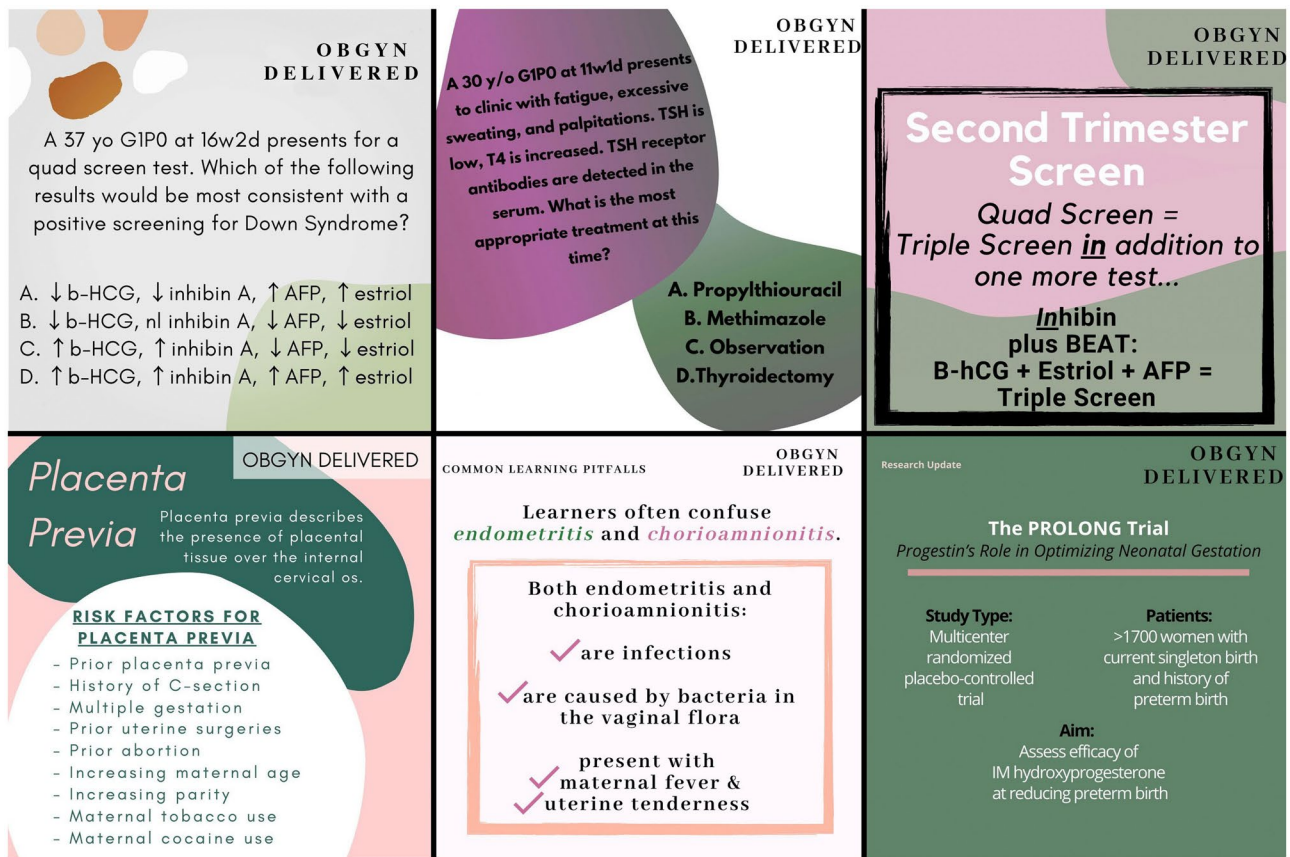 OBGYN
DELIVERED
A 37 yo G1P0 at 16w2d presents for a
quad screen test. Which of the following
results would be most consistent with a
positive screening for Down Syndrome?
A. ↓ b-HCG, ↓ inhibin A, ↑ AFP, ↑ estriol
B. ↓ b-HCG, nl inhibin A, ↓ AFP, ↓ estriol
C. ↑ b-HCG, ↑ inhibin A, ↓ AFP, ↓ estriol
D. ↑ b-HCG, ↑ inhibin A, ↑ AFP, ↑ estriol
OBGYN
DELIVERED
A 30 y/o G1P0 at 11w1d presents
to clinic with fatigue, excessive
sweating, and palpitations. TSH is
low, T4 is increased. TSH receptor
antibodies are detected in the
serum. What is the most
appropriate treatment at this
time?
A. Propylthiouracil
B. Methimazole
C. Observation
D.Thyroidectomy
OBGYN
DELIVERED
Second Trimester
Screen
Quad Screen =
Triple Screen in addition to
one more test...
Inhibin
plus BEAT:
B-hCG + Estriol + AFP =
Triple Screen
OBGYN DELIVERED
Placenta
Previa
Placenta previa describes
the presence of placental
tissue over the internal
cervical os.
RISK FACTORS FOR
PLACENTA PREVIA
- Prior placenta previa
- History of C-section
- Multiple gestation
- Prior uterine surgeries
- Prior abortion
- Increasing maternal age
- Increasing parity
- Maternal tobacco use
- Maternal cocaine use
COMMON LEARNING PITFALLS
OBGYN
DELIVERED
Learners often confuse
endometritis and chorioamnionitis.
Both endometritis and
chorioamnionitis:
are infections
are caused by bacteria in
the vaginal flora
present with
maternal fever &
uterine tenderness
Research Update
OBGYN
DELIVERED
The PROLONG Trial
Progestin's Role in Optimizing Neonatal Gestation
Study Type:
Multicenter
randomized
placebo-controlled
trial
Patients:
>1700 women with
current singleton birth
and history of
preterm birth
Aim:
Assess efficacy of
IM hydroxyprogesterone
at reducing preterm birth